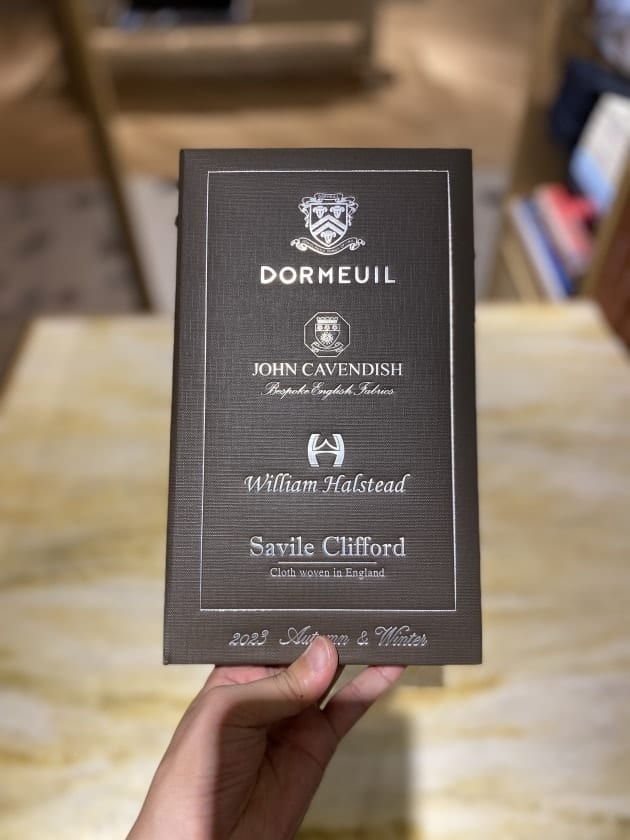 DORMEUIL
JOHN CAVENDISH
Bespoke English Fabrics
William Halstead
Savile Clifford
Cloth woven in England
2023 Autumn & Winter